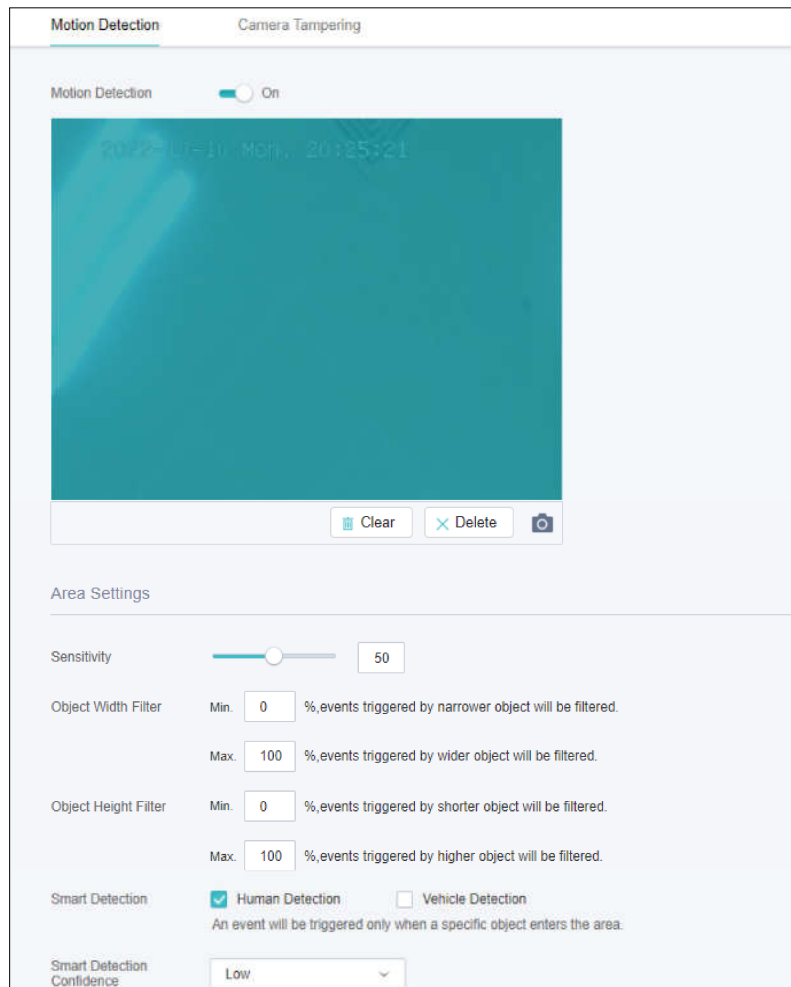 Motion Detection Camera Tampering
Motion Detection On
Mon. 20:25:21
Clear Delete
Area Settings
Sensitivity 50
Object Width Filter Min. 0 %,events triggered by narrower object will be filtered.
Max. 100 %,events triggered by wider object will be filtered.
Object Height Filter Min. 0 %,events triggered by shorter object will be filtered.
Max. 100 %,events triggered by higher object will be filtered.
Smart Detection Human Detection Vehicle Detection
An event will be triggered only when a specific object enters the area.
Smart Detection
Confidence Low